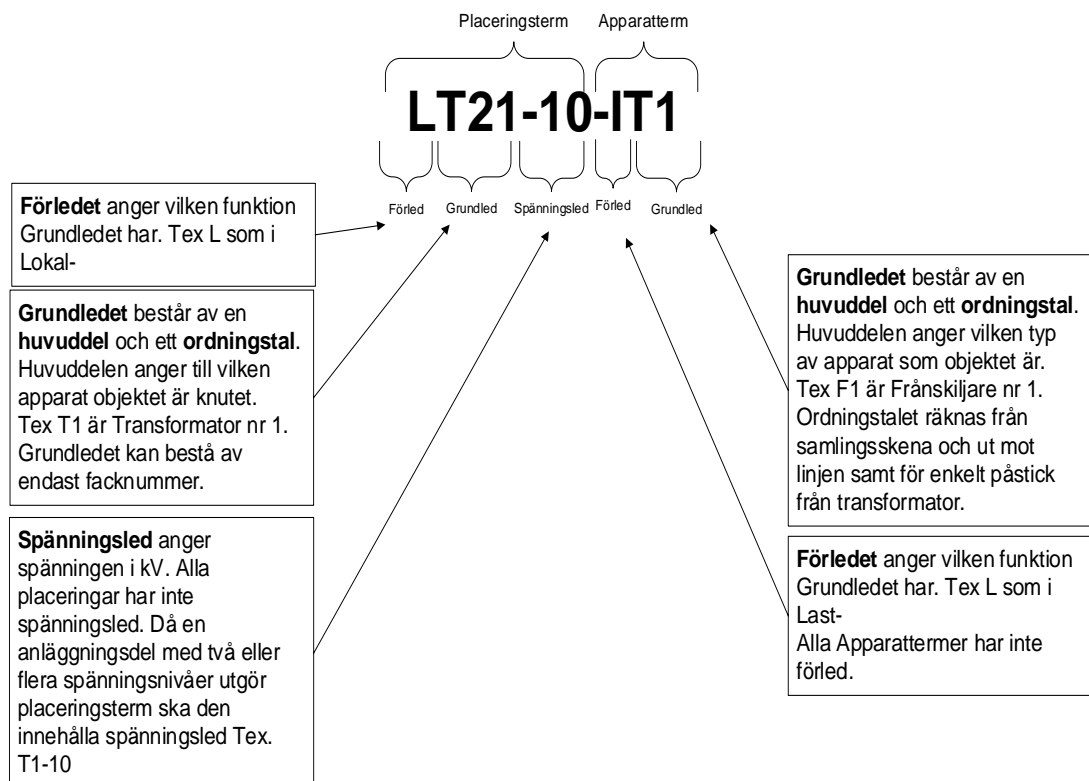 Placeringsterm Apparatterm
LT21-10-IT1
Förled Grundled Spänningsled Förled Grundled
Förledet anger vilken funktion
Grundledet har. Tex L som i
Lokal-
Grundledet består av en
huvuddel och ett ordningstal.
Huvuddelen anger till vilken
apparat objektet är knutet.
Tex T1 är Transformator nr 1.
Grundledet kan bestå av
endast facknummer.
Spänningsled anger
spänningen i kV. Alla
placeringar har inte
spänningsled. Då en
anläggningsdel med två eller
flera spänningsnivåer utgör
placeringsterm ska den
innehålla spänningsled Tex.
T1-10
Grundledet består av en
huvuddel och ett ordningstal.
Huvuddelen anger vilken typ
av apparat som objektet är.
Tex F1 är Frånskiljare nr 1.
Ordningstalet räknas från
samlingsskena och ut mot
linjen samt för enkelt påstick
från transformator.
Förledet anger vilken funktion
Grundledet har. Tex L som i
Last-
Alla Apparattermer har inte
förled.